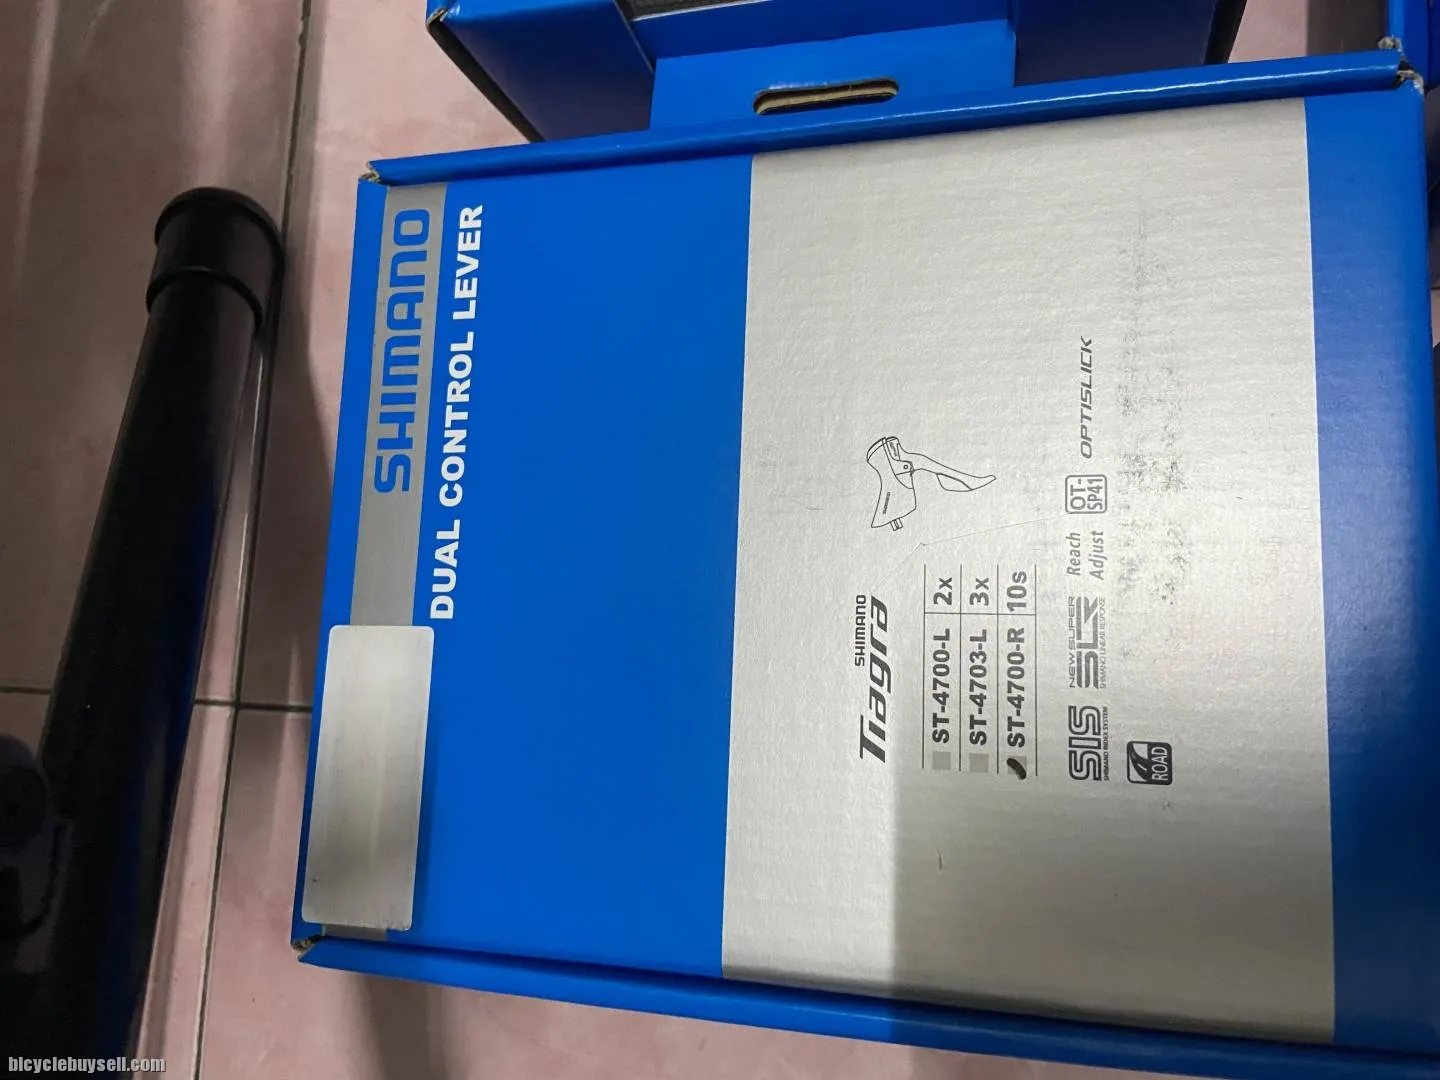 SHIMANO
DUAL CONTROL LEVER
SHIMANO
Tiagra
ST-4700-L 2x
ST-4703-L 3x
ST-4700-R 10s
SIS
SHIMANO INDEX SYSTEM
NEW SUPER
SLR
SHIMANO LINEAR RESPONSE
Reach
Adjust
OT-
SP41
OPTISLICK
ROAD
bicyclebuysell.com